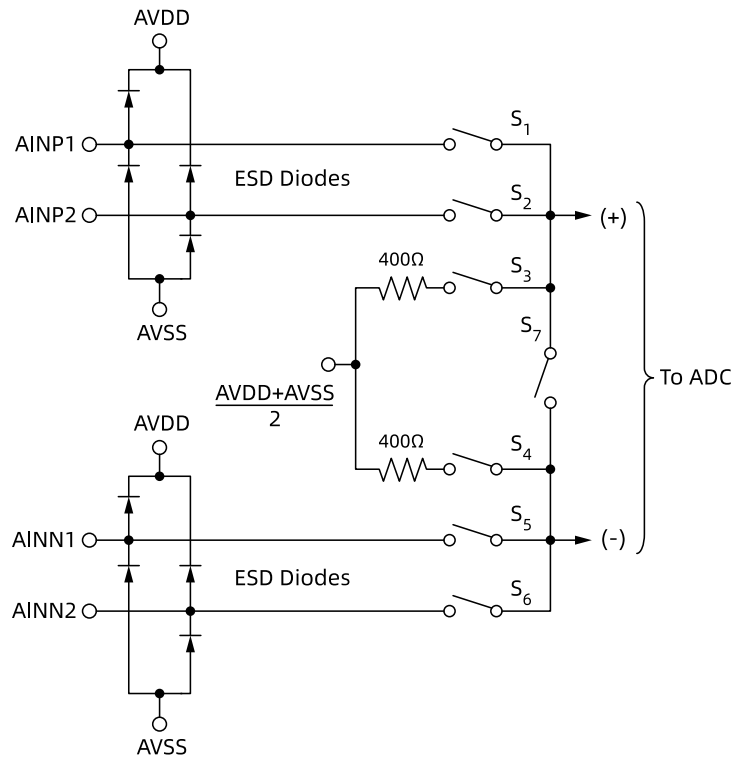 AVDD
AINP1
S1
ESD Diodes
AINP2
S2
(+)
400Ω
S3
AVSS
S7
To ADC
AVDD+AVSS
2
AVDD
400Ω
S4
AINN1
S5
(-)
ESD Diodes
AINN2
S6
AVSS